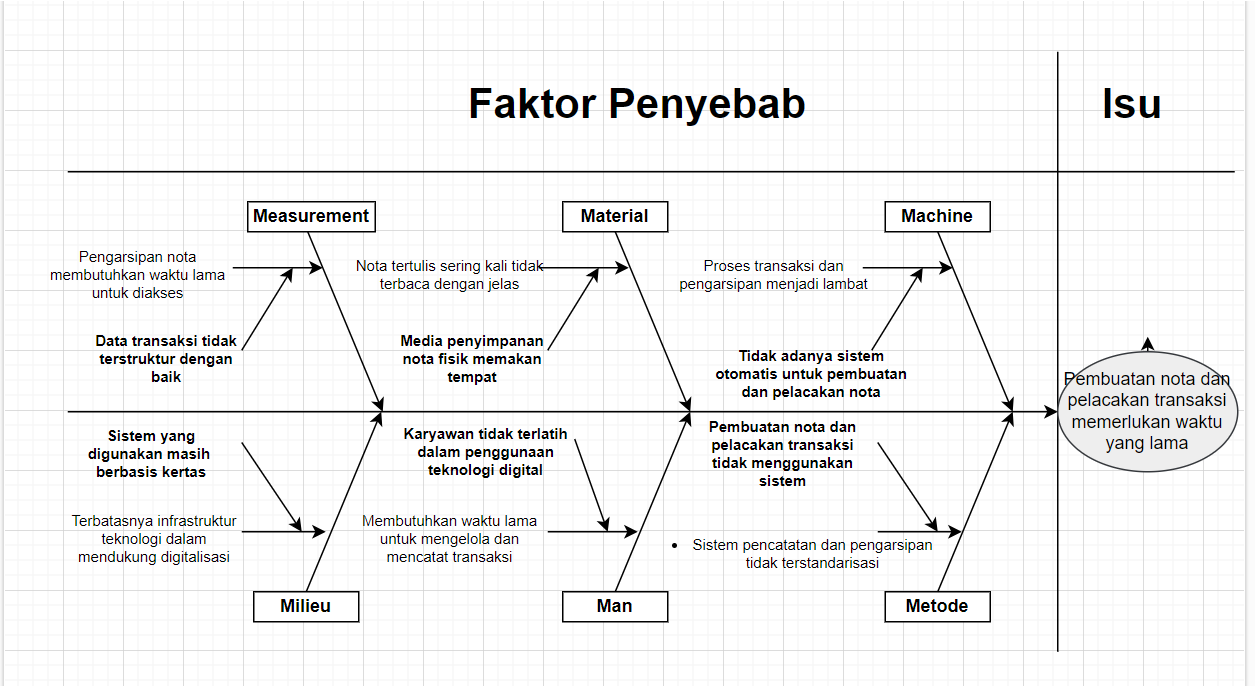 Faktor Penyebab
Isu
Measurement
Material
Machine
Pengarsipan nota
membutuhkan waktu lama
untuk diakses
Nota tertulis sering kali tidak
terbaca dengan jelas
Proses transaksi dan
pengarsipan menjadi lambat
Data transaksi tidak
terstruktur dengan
baik
Media penyimpanan
nota fisik memakan
tempat
Tidak adanya sistem
otomatis untuk pembuatan
dan pelacakan nota
Pembuatan nota dan
pelacakan transaksi
memerlukan waktu
yang lama
Sistem yang
digunakan masih
berbasis kertas
Karyawan tidak terlatih
dalam penggunaan
teknologi digital
Pembuatan nota dan
pelacakan transaksi
tidak menggunakan
sistem
Terbatasnya infrastruktur
teknologi dalam
mendukung digitalisasi
Membutuhkan waktu lama
untuk mengelola dan
mencatat transaksi
• Sistem pencatatan dan pengarsipan
tidak terstandarisasi
Milieu
Man
Metode